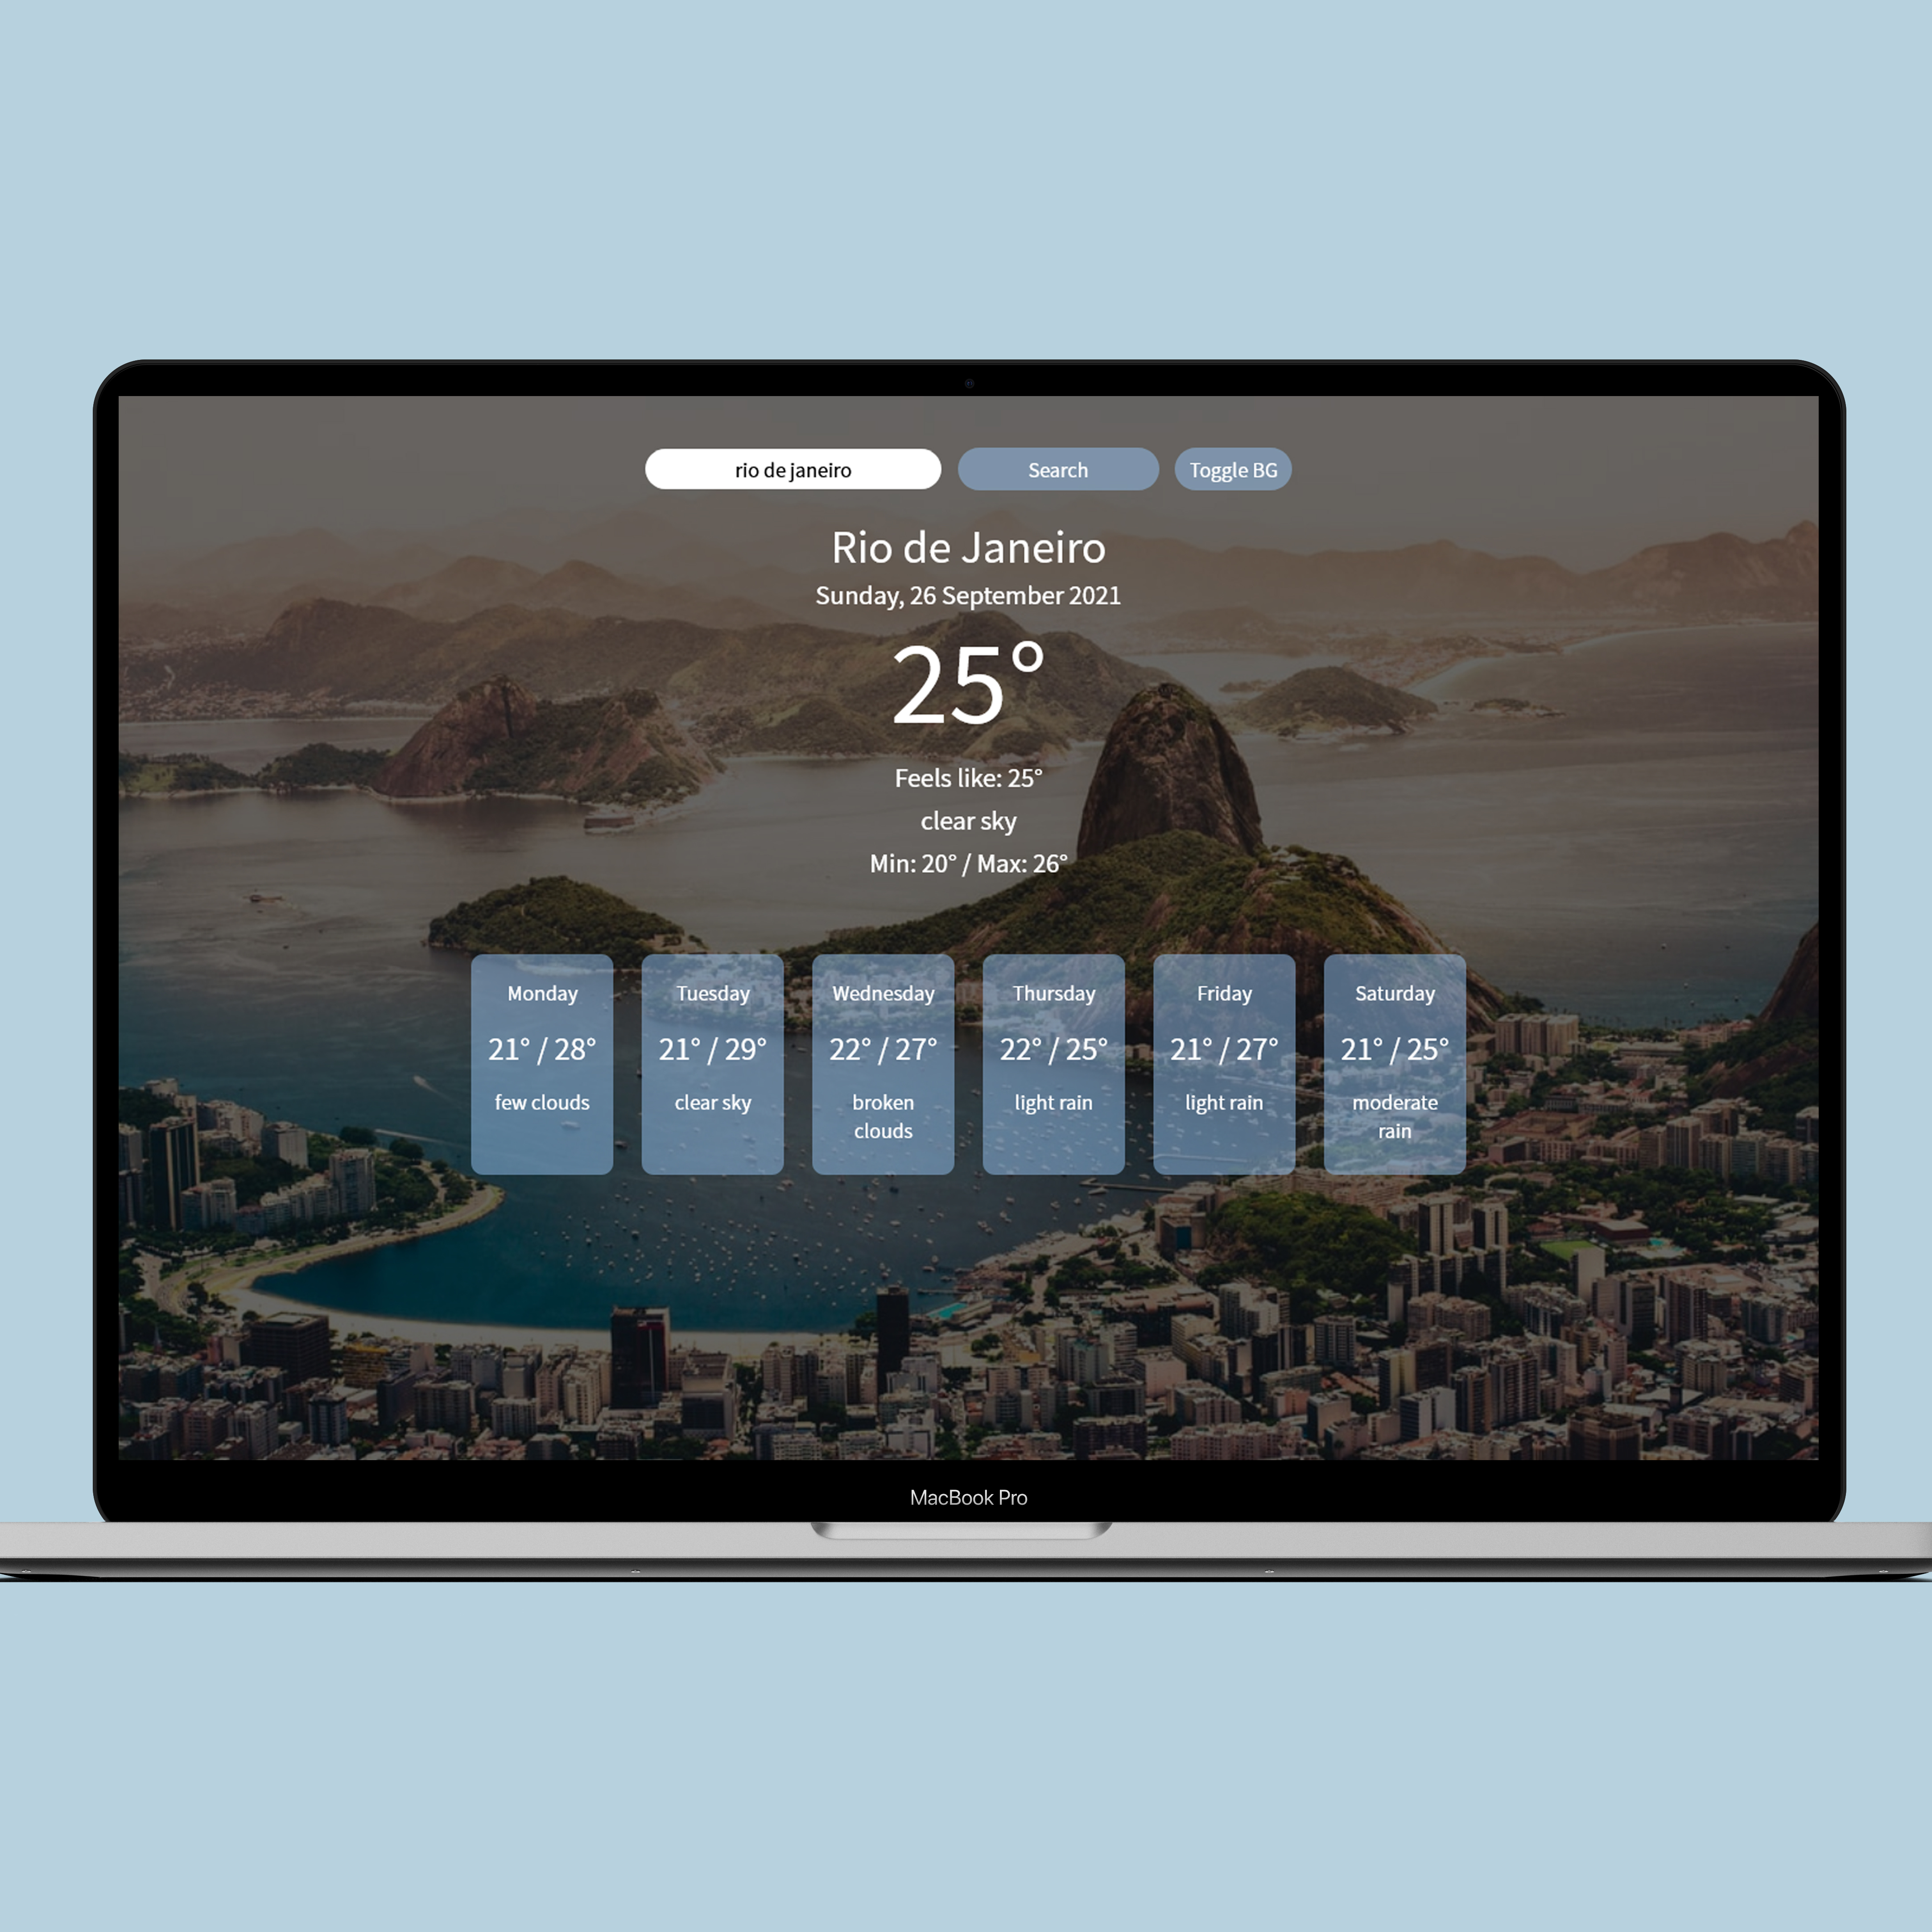 rio de janeiro
Search
Toggle BG
Rio de Janeiro
Sunday, 26 September 2021
25°
Feels like: 25°
clear sky
Min: 20° / Max: 26°
Monday
21° / 28°
few clouds
Tuesday
21° / 29°
clear sky
Wednesday
22° / 27°
broken
clouds
Thursday
22° / 25°
light rain
Friday
21° / 27°
light rain
Saturday
21° / 25°
moderate
rain
MacBook Pro